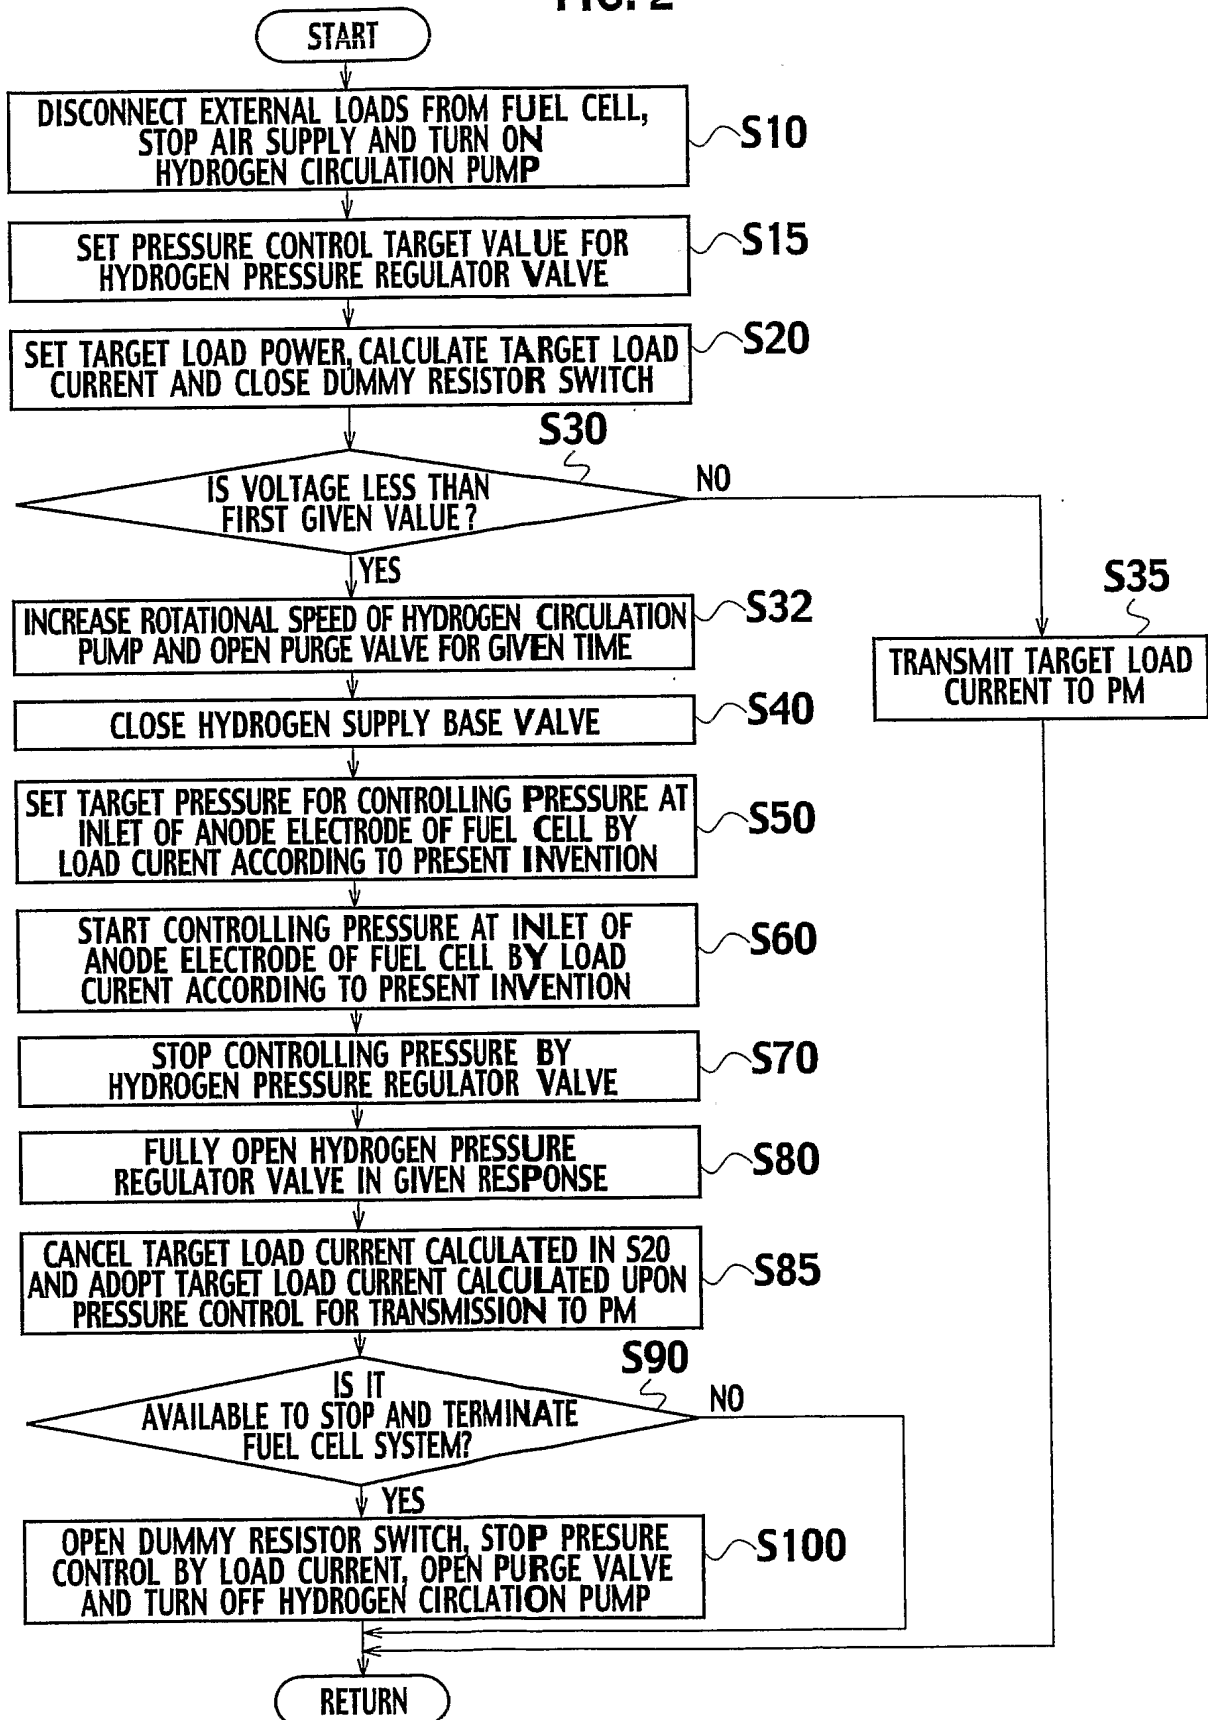 FIG. 2
START
DISCONNECT EXTERNAL LOADS FROM FUEL CELL,
STOP AIR SUPPLY AND TURN ON
HYDROGEN CIRCULATION PUMP
S10
SET PRESSURE CONTROL TARGET VALUE FOR
HYDROGEN PRESSURE REGULATOR VALVE
S15
SET TARGET LOAD POWER, CALCULATE TARGET LOAD
CURRENT AND CLOSE DUMMY RESISTOR SWITCH
S20
S30
IS VOLTAGE LESS THAN
FIRST GIVEN VALUE?
NO
YES
INCREASE ROTATIONAL SPEED OF HYDROGEN CIRCULATION
PUMP AND OPEN PURGE VALVE FOR GIVEN TIME
S32
S35
TRANSMIT TARGET LOAD
CURRENT TO PM
CLOSE HYDROGEN SUPPLY BASE VALVE
S40
SET TARGET PRESSURE FOR CONTROLLING PRESSURE AT
INLET OF ANODE ELECTRODE OF FUEL CELL BY
LOAD CURENT ACCORDING TO PRESENT INVENTION
S50
START CONTROLLING PRESSURE AT INLET OF
ANODE ELECTRODE OF FUEL CELL BY LOAD
CURENT ACCORDING TO PRESENT INVENTION
S60
STOP CONTROLLING PRESSURE BY
HYDROGEN PRESSURE REGULATOR VALVE
S70
FULLY OPEN HYDROGEN PRESSURE
REGULATOR VALVE IN GIVEN RESPONSE
S80
CANCEL TARGET LOAD CURRENT CALCULATED IN S20
AND ADOPT TARGET LOAD CURRENT CALCULATED UPON
PRESSURE CONTROL FOR TRANSMISSION TO PM
S85
S90
IS IT
AVAILABLE TO STOP AND TERMINATE
FUEL CELL SYSTEM?
NO
YES
OPEN DUMMY RESISTOR SWITCH, STOP PRESURE
CONTROL BY LOAD CURRENT, OPEN PURGE VALVE
AND TURN OFF HYDROGEN CIRCLATION PUMP
S100
RETURN